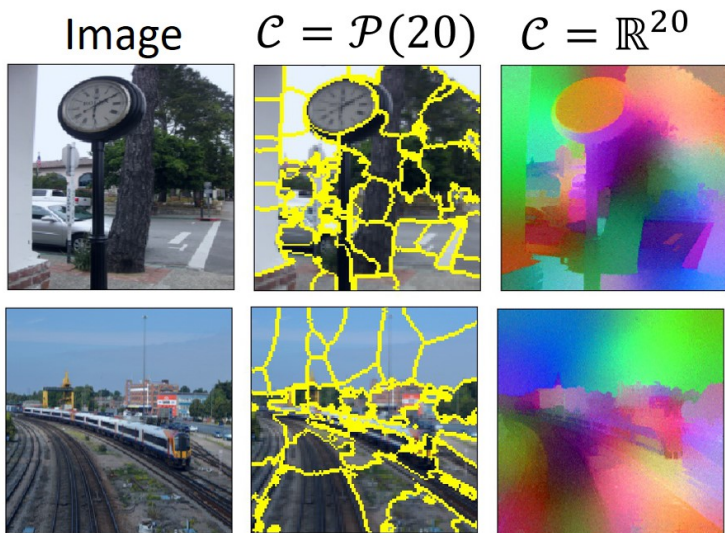 Image 𝒞 = 𝒫(20) 𝒞 = ℝ²⁰